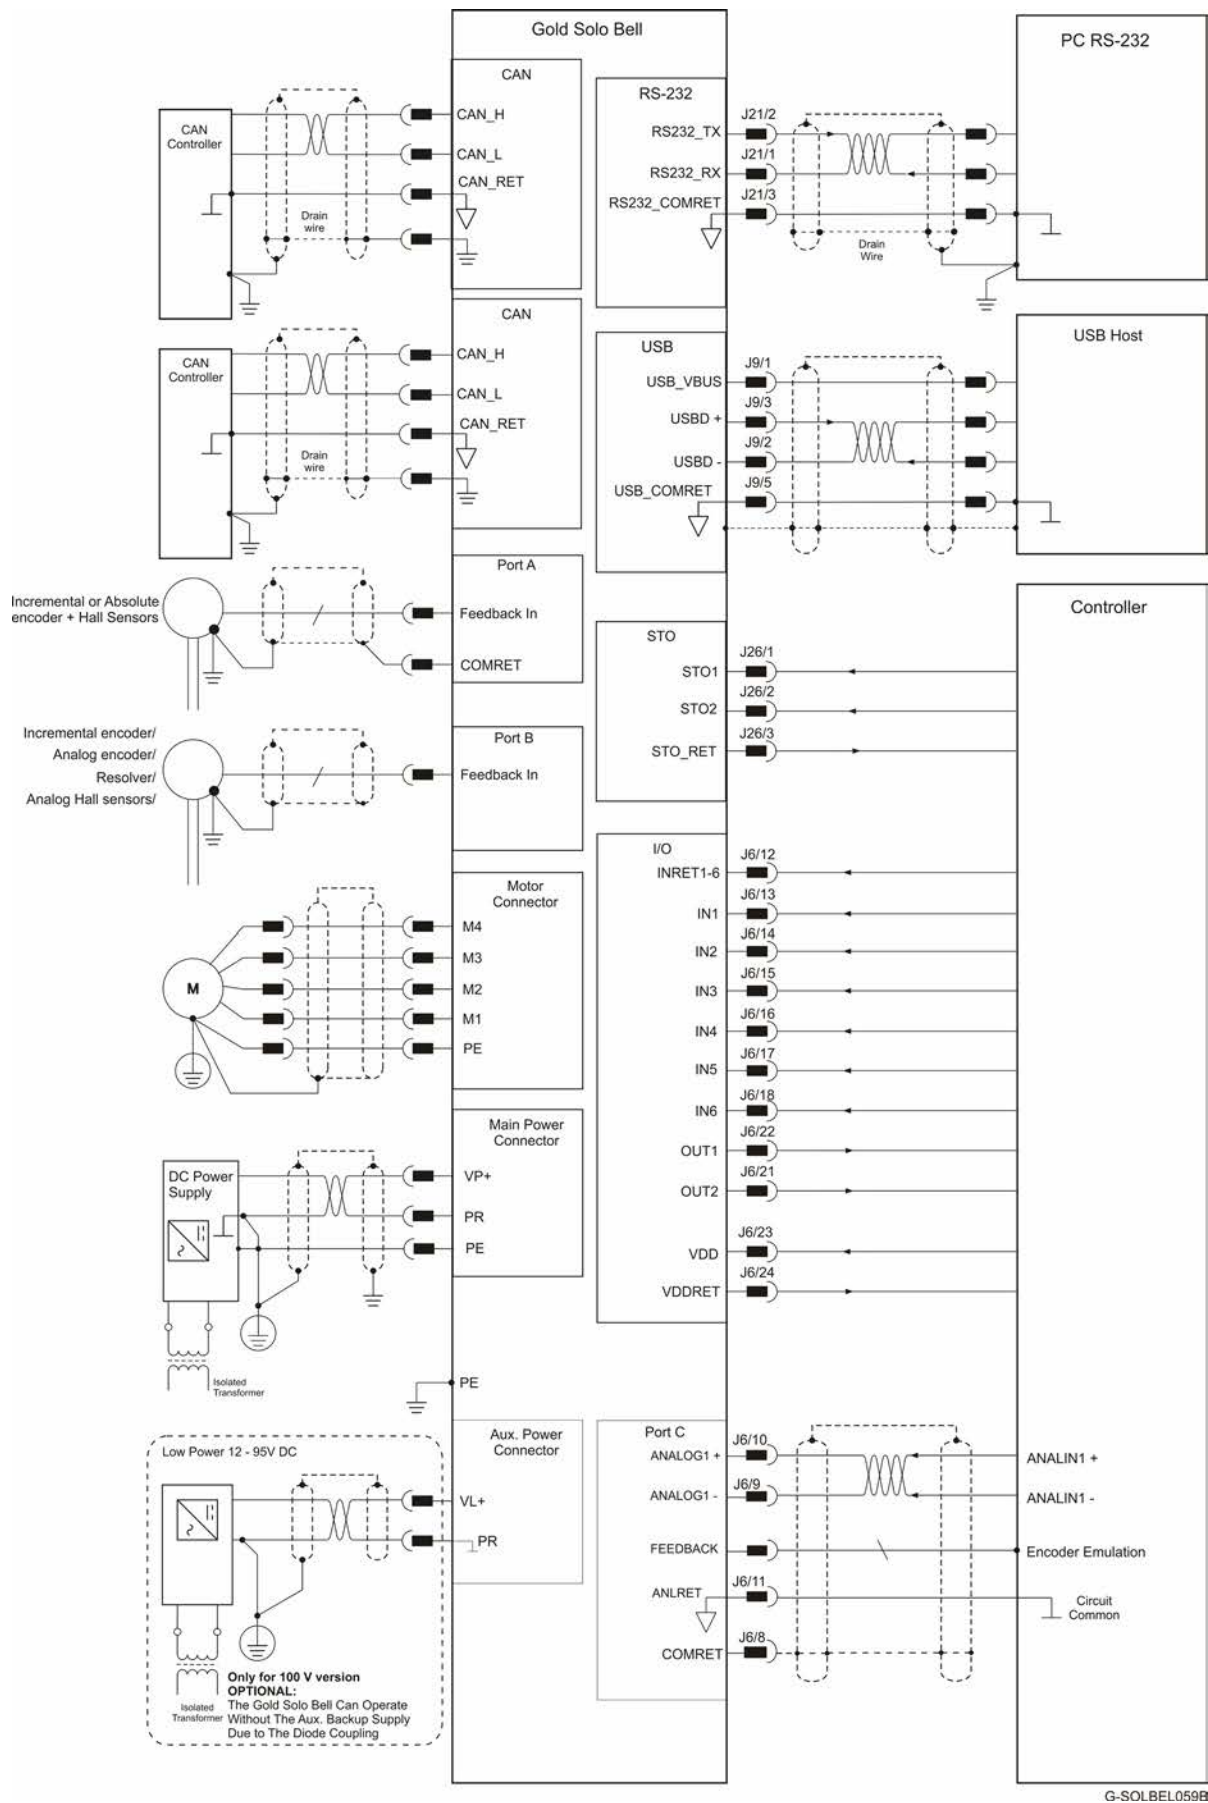 Gold Solo Bell
CAN
CAN
Controller
CAN_H
CAN_L
CAN_RET
Drain
wire
CAN
CAN
Controller
CAN_H
CAN_L
CAN_RET
Drain
wire
Port A
Incremental or Absolute
encoder + Hall Sensors
Feedback In
COMRET
Port B
Incremental encoder/
Analog encoder/
Resolver/
Analog Hall sensors/
Feedback In
Motor
Connector
M
M4
M3
M2
M1
PE
Main Power
Connector
DC Power
Supply
VP+
PR
PE
Isolated
Transformer
PE
Aux. Power
Connector
Low Power 12 - 95V DC
VL+
PR
Isolated
Transformer
Only for 100 V version
OPTIONAL:
The Gold Solo Bell Can Operate
Without The Aux. Backup Supply
Due to The Diode Coupling
RS-232
PC RS-232
RS232_TX J21/2
RS232_RX J21/1
RS232_COMRET J21/3
Drain
Wire
USB
USB Host
USB_VBUS J9/1
USBD + J9/3
USBD - J9/2
USB_COMRET J9/5
Controller
STO
STO1 J26/1
STO2 J26/2
STO_RET J26/3
I/O
INRET1-6 J6/12
IN1 J6/13
IN2 J6/14
IN3 J6/15
IN4 J6/16
IN5 J6/17
IN6 J6/18
OUT1 J6/22
OUT2 J6/21
VDD J6/23
VDDRET J6/24
Port C
ANALOG1 + J6/10 ANALIN1 +
ANALOG1 - J6/9 ANALIN1 -
FEEDBACK Encoder Emulation
ANLRET J6/11
Circuit
Common
COMRET J6/8
G-SOLBEL059B